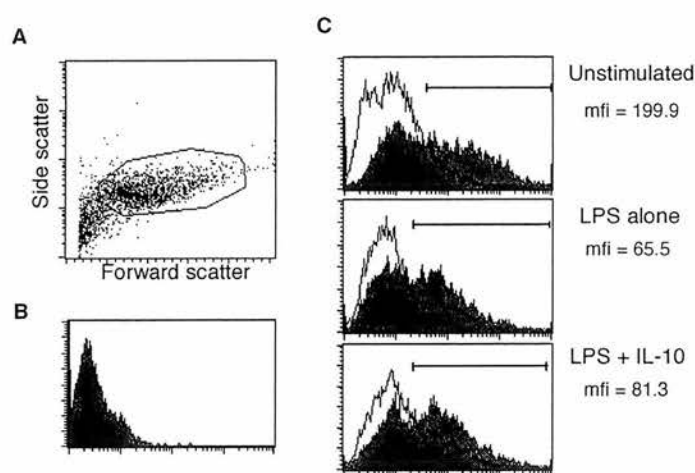 A
Side scatter
Forward scatter
B
C
Unstimulated
mfi = 199.9
LPS alone
mfi = 65.5
LPS + IL-10
mfi = 81.3